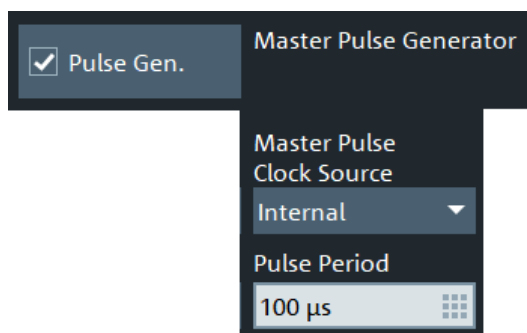 Pulse Gen.
Master Pulse Generator
Master Pulse
Clock Source
Internal
Pulse Period
100 µs